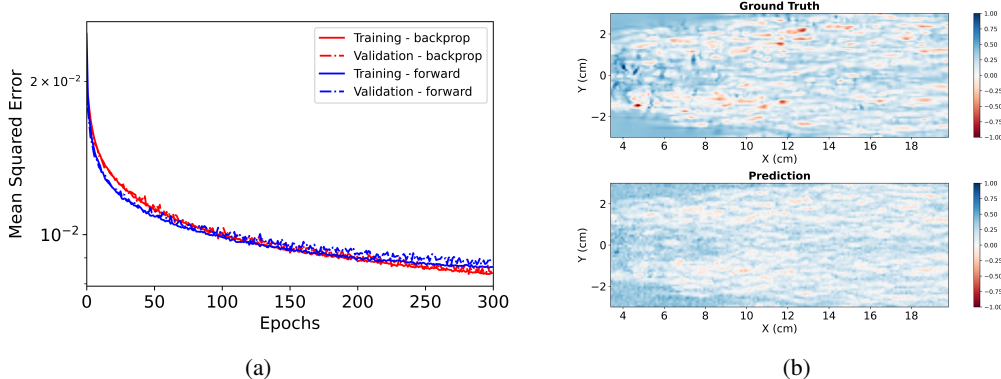 Mean Squared Error
2 × 10⁻²
10⁻²
Training - backprop
Validation - backprop
Training - forward
Validation - forward
0 50 100 150 200 250 300
Epochs
(a)
Ground Truth
Y (cm)
2
0
−2
4 6 8 10 12 14 16 18
X (cm)
1.00
0.75
0.50
0.25
0.00
−0.25
−0.50
−0.75
−1.00
Prediction
Y (cm)
2
0
−2
4 6 8 10 12 14 16 18
X (cm)
1.00
0.75
0.50
0.25
0.00
−0.25
−0.50
−0.75
−1.00
(b)